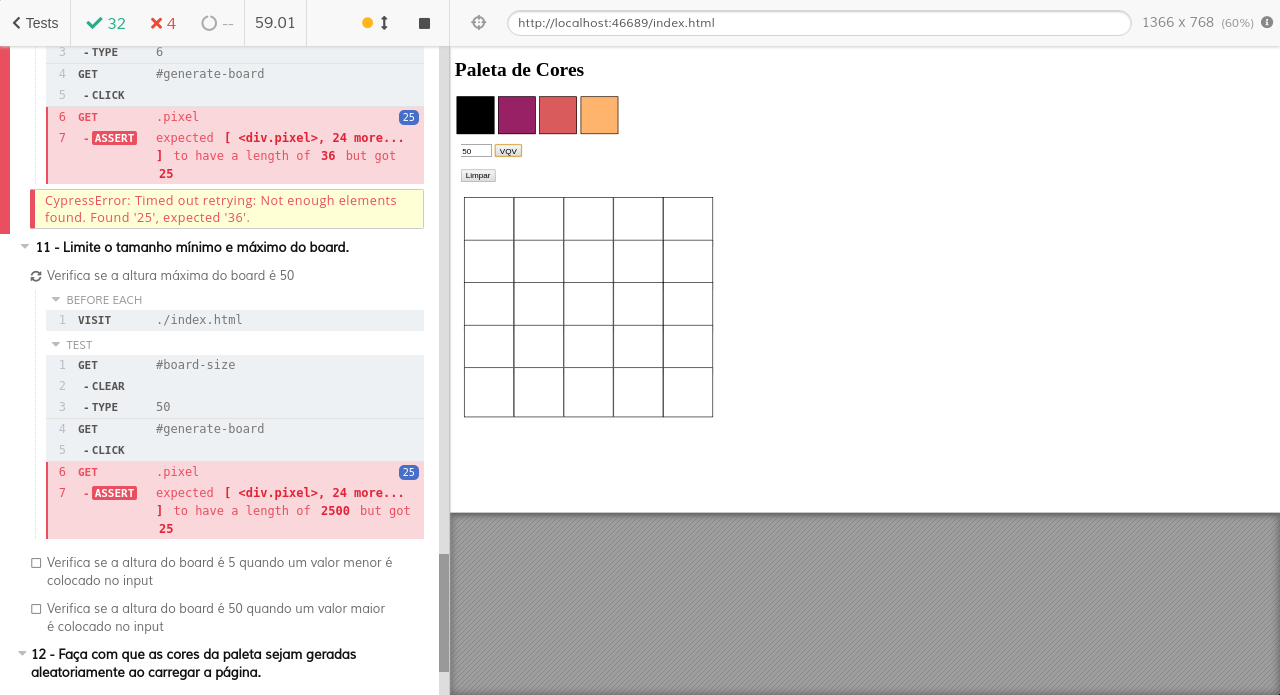 Tests
32
4
--
59.01
http://localhost:46689/index.html
1366 x 768 (60%)
3 - TYPE 6
4 GET #generate-board
5 - CLICK
6 GET .pixel 25
7 - ASSERT expected [ <div.pixel>, 24 more...
] to have a length of 36 but got
25
CypressError: Timed out retrying: Not enough elements
found. Found '25', expected '36'.
11 - Limite o tamanho mínimo e máximo do board.
Verifica se a altura máxima do board é 50
BEFORE EACH
1 VISIT ./index.html
TEST
1 GET #board-size
2 - CLEAR
3 - TYPE 50
4 GET #generate-board
5 - CLICK
6 GET .pixel 25
7 - ASSERT expected [ <div.pixel>, 24 more...
] to have a length of 2500 but got
25
Verifica se a altura do board é 5 quando um valor menor é
colocado no input
Verifica se a altura do board é 50 quando um valor maior
é colocado no input
12 - Faça com que as cores da paleta sejam geradas
aleatoriamente ao carregar a página.
Paleta de Cores
50
VQV
Limpar